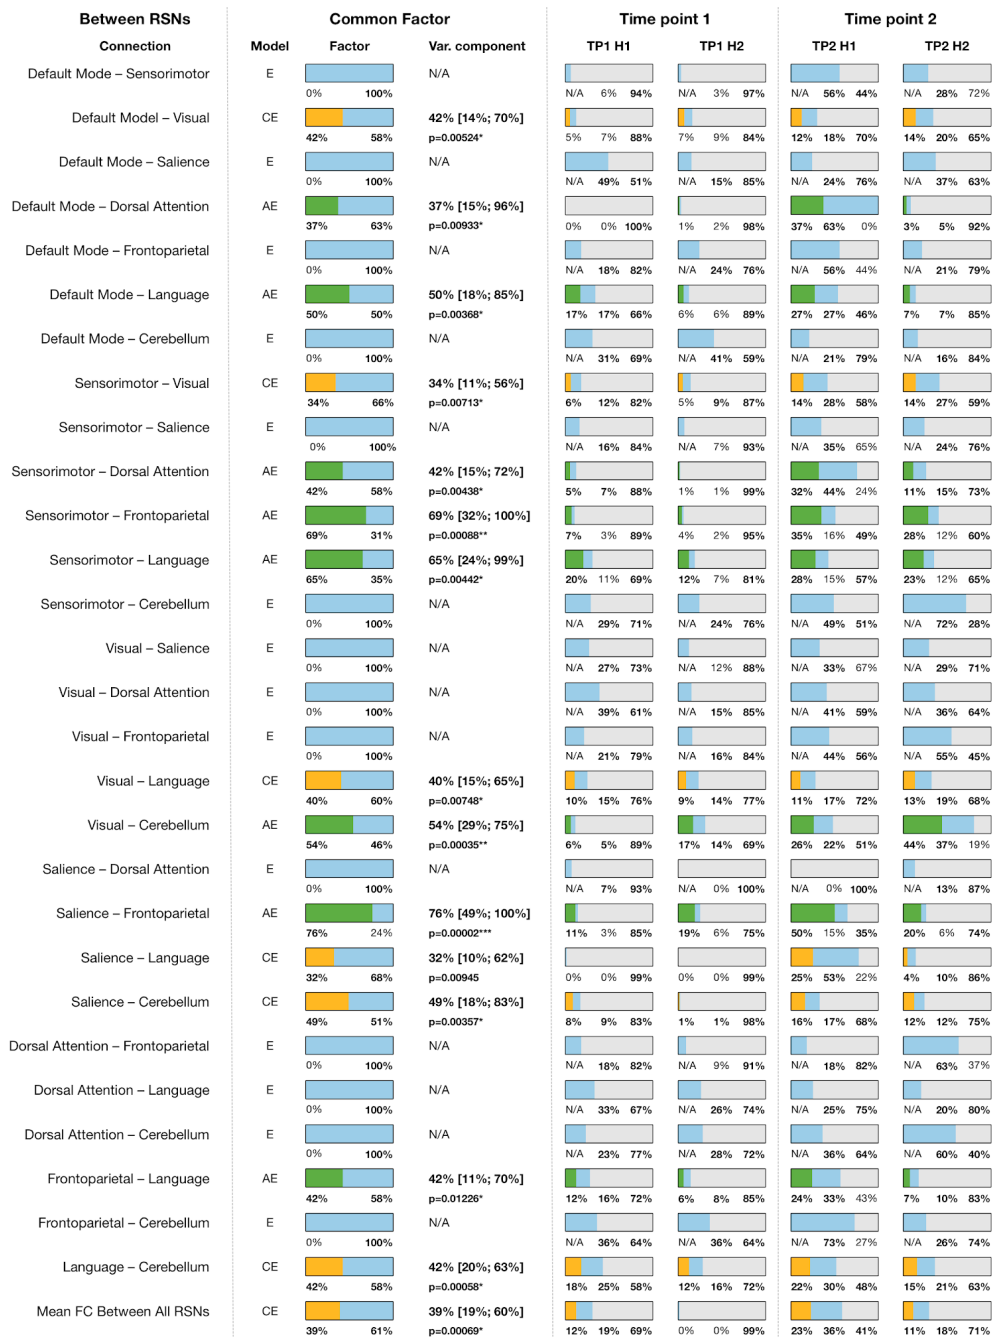 Between RSNs Common Factor Time point 1 Time point 2
Connection Model Factor Var. component TP1 H1 TP1 H2 TP2 H1 TP2 H2
Default Mode – Sensorimotor E N/A
0% 100% N/A 6% 94% N/A 3% 97% N/A 56% 44% N/A 28% 72%
Default Model – Visual CE 42% [14%; 70%]
42% 58% p=0.00524* 5% 7% 88% 7% 9% 84% 12% 18% 70% 14% 20% 65%
Default Mode – Salience E N/A
0% 100% N/A 49% 51% N/A 15% 85% N/A 24% 76% N/A 37% 63%
Default Mode – Dorsal Attention AE 37% [15%; 96%]
37% 63% p=0.00933* 0% 0% 100% 1% 2% 98% 37% 63% 0% 3% 5% 92%
Default Mode – Frontoparietal E N/A
0% 100% N/A 18% 82% N/A 24% 76% N/A 56% 44% N/A 21% 79%
Default Mode – Language AE 50% [18%; 85%]
50% 50% p=0.00368* 17% 17% 66% 6% 6% 89% 27% 27% 46% 7% 7% 85%
Default Mode – Cerebellum E N/A
0% 100% N/A 31% 69% N/A 41% 59% N/A 21% 79% N/A 16% 84%
Sensorimotor – Visual CE 34% [11%; 56%]
34% 66% p=0.00713* 6% 12% 82% 5% 9% 87% 14% 28% 58% 14% 27% 59%
Sensorimotor – Salience E N/A
0% 100% N/A 16% 84% N/A 7% 93% N/A 35% 65% N/A 24% 76%
Sensorimotor – Dorsal Attention AE 42% [15%; 72%]
42% 58% p=0.00438* 5% 7% 88% 1% 1% 99% 32% 44% 24% 11% 15% 73%
Sensorimotor – Frontoparietal AE 69% [32%; 100%]
69% 31% p=0.00088** 7% 3% 89% 4% 2% 95% 35% 16% 49% 28% 12% 60%
Sensorimotor – Language AE 65% [24%; 99%]
65% 35% p=0.00442* 20% 11% 69% 12% 7% 81% 28% 15% 57% 23% 12% 65%
Sensorimotor – Cerebellum E N/A
0% 100% N/A 29% 71% N/A 24% 76% N/A 49% 51% N/A 72% 28%
Visual – Salience E N/A
0% 100% N/A 27% 73% N/A 12% 88% N/A 33% 67% N/A 29% 71%
Visual – Dorsal Attention E N/A
0% 100% N/A 39% 61% N/A 15% 85% N/A 41% 59% N/A 36% 64%
Visual – Frontoparietal E N/A
0% 100% N/A 21% 79% N/A 16% 84% N/A 44% 56% N/A 55% 45%
Visual – Language CE 40% [15%; 65%]
40% 60% p=0.00748* 10% 15% 76% 9% 14% 77% 11% 17% 72% 13% 19% 68%
Visual – Cerebellum AE 54% [29%; 75%]
54% 46% p=0.00035** 6% 5% 89% 17% 14% 69% 26% 22% 51% 44% 37% 19%
Salience – Dorsal Attention E N/A
0% 100% N/A 7% 93% N/A 0% 100% N/A 0% 100% N/A 13% 87%
Salience – Frontoparietal AE 76% [49%; 100%]
76% 24% p=0.00002*** 11% 3% 85% 19% 6% 75% 50% 15% 35% 20% 6% 74%
Salience – Language CE 32% [10%; 62%]
32% 68% p=0.00945 0% 0% 99% 0% 0% 99% 25% 53% 22% 4% 10% 86%
Salience – Cerebellum CE 49% [18%; 83%]
49% 51% p=0.00357* 8% 9% 83% 1% 1% 98% 16% 17% 68% 12% 12% 75%
Dorsal Attention – Frontoparietal E N/A
0% 100% N/A 18% 82% N/A 9% 91% N/A 18% 82% N/A 63% 37%
Dorsal Attention – Language E N/A
0% 100% N/A 33% 67% N/A 26% 74% N/A 25% 75% N/A 20% 80%
Dorsal Attention – Cerebellum E N/A
0% 100% N/A 23% 77% N/A 28% 72% N/A 36% 64% N/A 60% 40%
Frontoparietal – Language AE 42% [11%; 70%]
42% 58% p=0.01226* 12% 16% 72% 6% 8% 85% 24% 33% 43% 7% 10% 83%
Frontoparietal – Cerebellum E N/A
0% 100% N/A 36% 64% N/A 36% 64% N/A 73% 27% N/A 26% 74%
Language – Cerebellum CE 42% [20%; 63%]
42% 58% p=0.00058* 18% 25% 58% 12% 16% 72% 22% 30% 48% 15% 21% 63%
Mean FC Between All RSNs CE 39% [19%; 60%]
39% 61% p=0.00069* 12% 19% 69% 0% 0% 99% 23% 36% 41% 11% 18% 71%